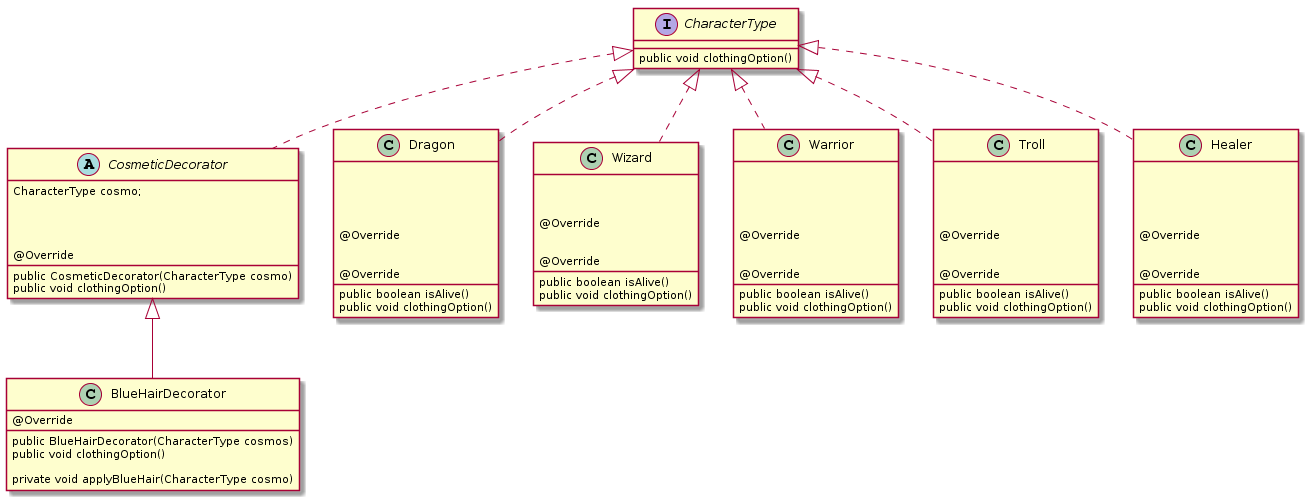 I CharacterType
public void clothingOption()
A CosmeticDecorator
CharacterType cosmo;
@Override
public CosmeticDecorator(CharacterType cosmo)
public void clothingOption()
C Dragon
@Override
@Override
public boolean isAlive()
public void clothingOption()
C Wizard
@Override
@Override
public boolean isAlive()
public void clothingOption()
C Warrior
@Override
@Override
public boolean isAlive()
public void clothingOption()
C Troll
@Override
@Override
public boolean isAlive()
public void clothingOption()
C Healer
@Override
@Override
public boolean isAlive()
public void clothingOption()
C BlueHairDecorator
@Override
public BlueHairDecorator(CharacterType cosmos)
public void clothingOption()
private void applyBlueHair(CharacterType cosmo)